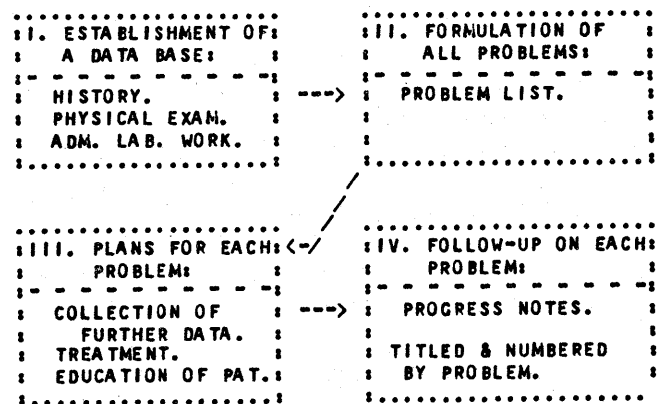 I. ESTABLISHMENT OF
A DATA BASE:
HISTORY.
PHYSICAL EXAM.
ADM. LAB. WORK.
II. FORMULATION OF
ALL PROBLEMS:
PROBLEM LIST.
III. PLANS FOR EACH
PROBLEM:
COLLECTION OF
FURTHER DATA.
TREATMENT.
EDUCATION OF PAT.
IV. FOLLOW-UP ON EACH
PROBLEM:
PROGRESS NOTES.
TITLED & NUMBERED
BY PROBLEM.